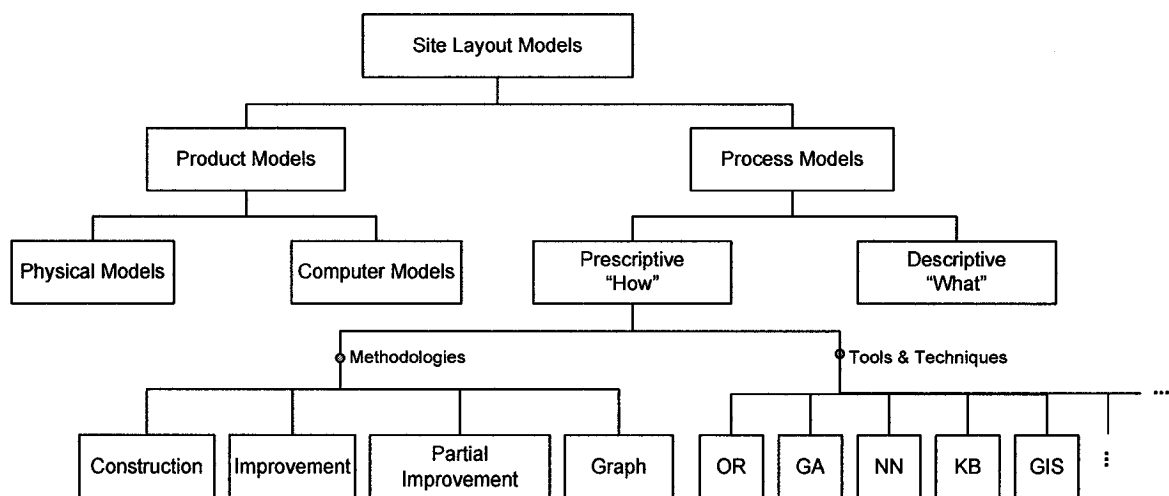 Site Layout Models
Product Models
Process Models
Physical Models
Computer Models
Prescriptive
“How”
Descriptive
“What”
Methodologies
Tools & Techniques
...
Construction
Improvement
Partial
Improvement
Graph
OR
GA
NN
KB
GIS
⋮